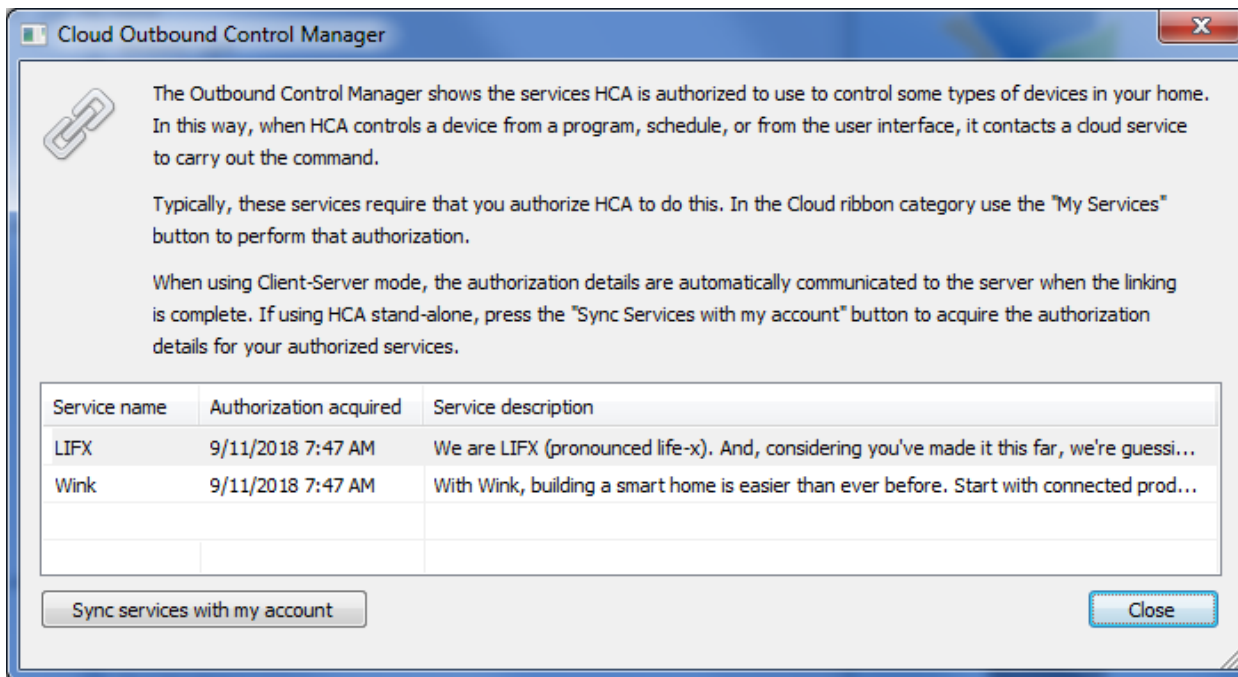 Cloud Outbound Control Manager
The Outbound Control Manager shows the services HCA is authorized to use to control some types of devices in your home.
In this way, when HCA controls a device from a program, schedule, or from the user interface, it contacts a cloud service
to carry out the command.
Typically, these services require that you authorize HCA to do this. In the Cloud ribbon category use the "My Services"
button to perform that authorization.
When using Client-Server mode, the authorization details are automatically communicated to the server when the linking
is complete. If using HCA stand-alone, press the "Sync Services with my account" button to acquire the authorization
details for your authorized services.
Service name Authorization acquired Service description
LIFX 9/11/2018 7:47 AM We are LIFX (pronounced life-x). And, considering you've made it this far, we're guessi...
Wink 9/11/2018 7:47 AM With Wink, building a smart home is easier than ever before. Start with connected prod...
Sync services with my account Close